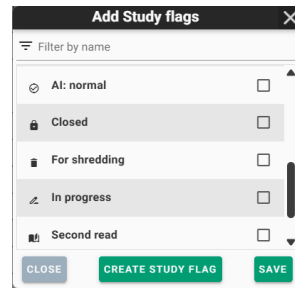 Add Study flags
Filter by name
AI: normal
Closed
For shredding
In progress
Second read
CLOSE CREATE STUDY FLAG SAVE